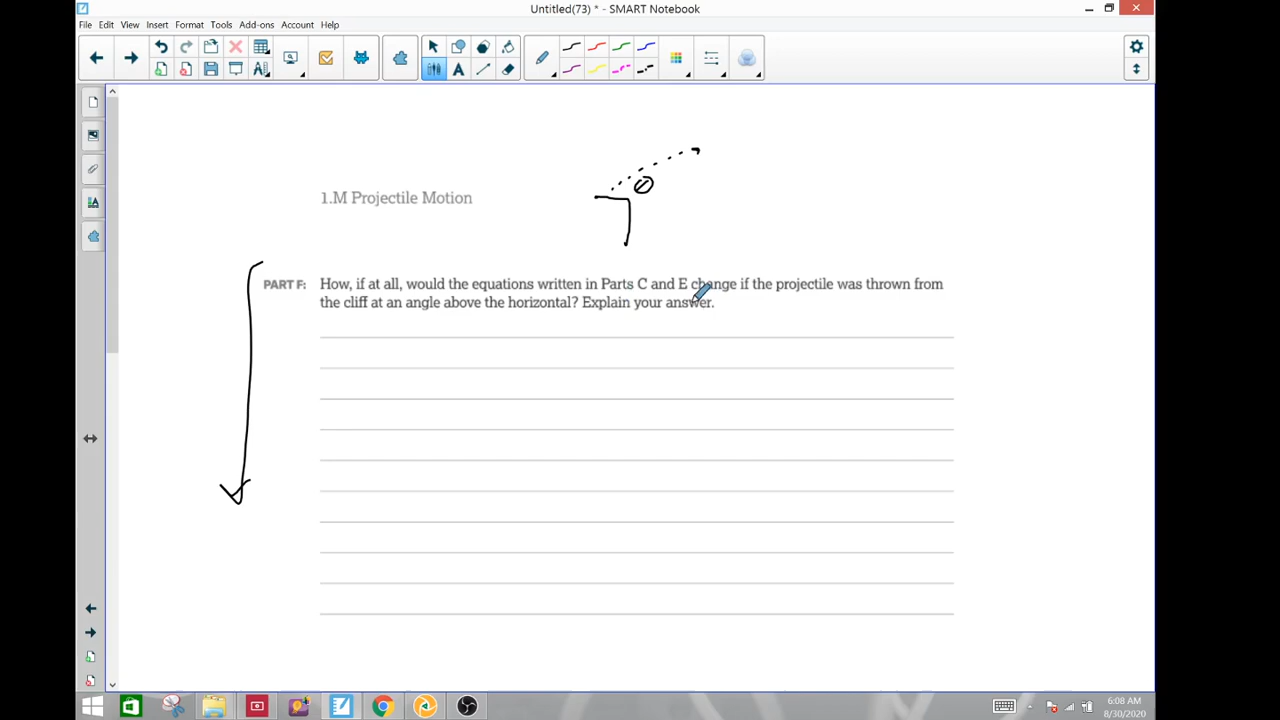 Untitled(73) * - SMART Notebook
File Edit View Insert Format Tools Add-ons Account Help
1.M Projectile Motion
PART F: How, if at all, would the equations written in Parts C and E change if the projectile was thrown from
the cliff at an angle above the horizontal? Explain your answer.
6:08 AM
8/30/2020